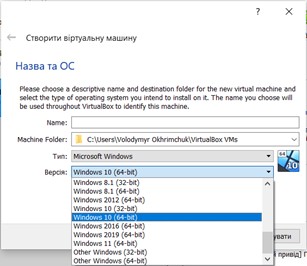 Створити віртуальну машину
Назва та ОС
Please choose a descriptive name and destination folder for the new virtual machine and
select the type of operating system you intend to install on it. The name you choose will
be used throughout VirtualBox to identify this machine.
Name:
Machine Folder: C:\Users\Volodymyr Okhrimchuk\VirtualBox VMs
Тип: Microsoft Windows
64
Версія: Windows 10 (64-bit)
Windows 8.1 (32-bit)
Windows 8.1 (64-bit)
Windows 2012 (64-bit)
Windows 10 (32-bit)
Windows 10 (64-bit)
Windows 2016 (64-bit)
Windows 2019 (64-bit)
Windows 11 (64-bit)
Other Windows (32-bit)
Other Windows (64-bit)